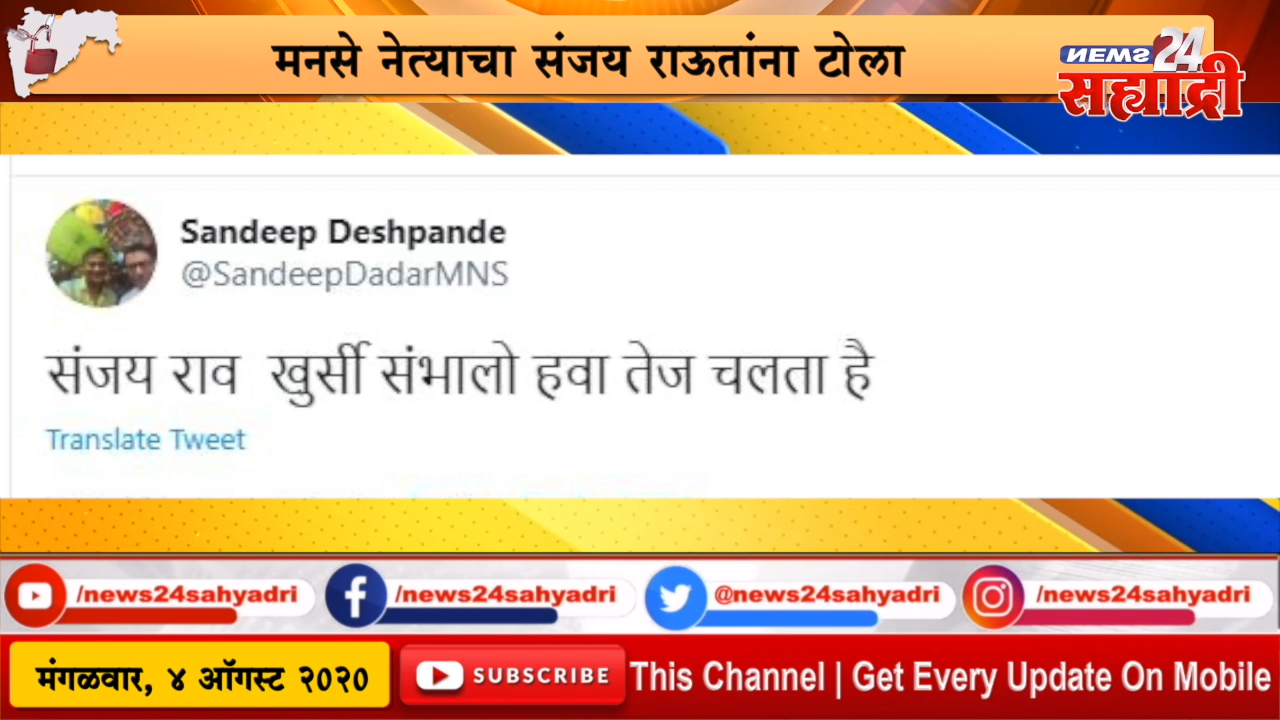 मनसे नेत्याचा संजय राऊतांना टोला
NEWS 24
सह्याद्री
Sandeep Deshpande
@SandeepDadarMNS
संजय राव खुर्सी संभालो हवा तेज चलता है
Translate Tweet
/news24sahyadri /news24sahyadri @news24sahyadri /news24sahyadri
मंगळवार, ४ ऑगस्ट २०२० SUBSCRIBE This Channel | Get Every Update On Mobile